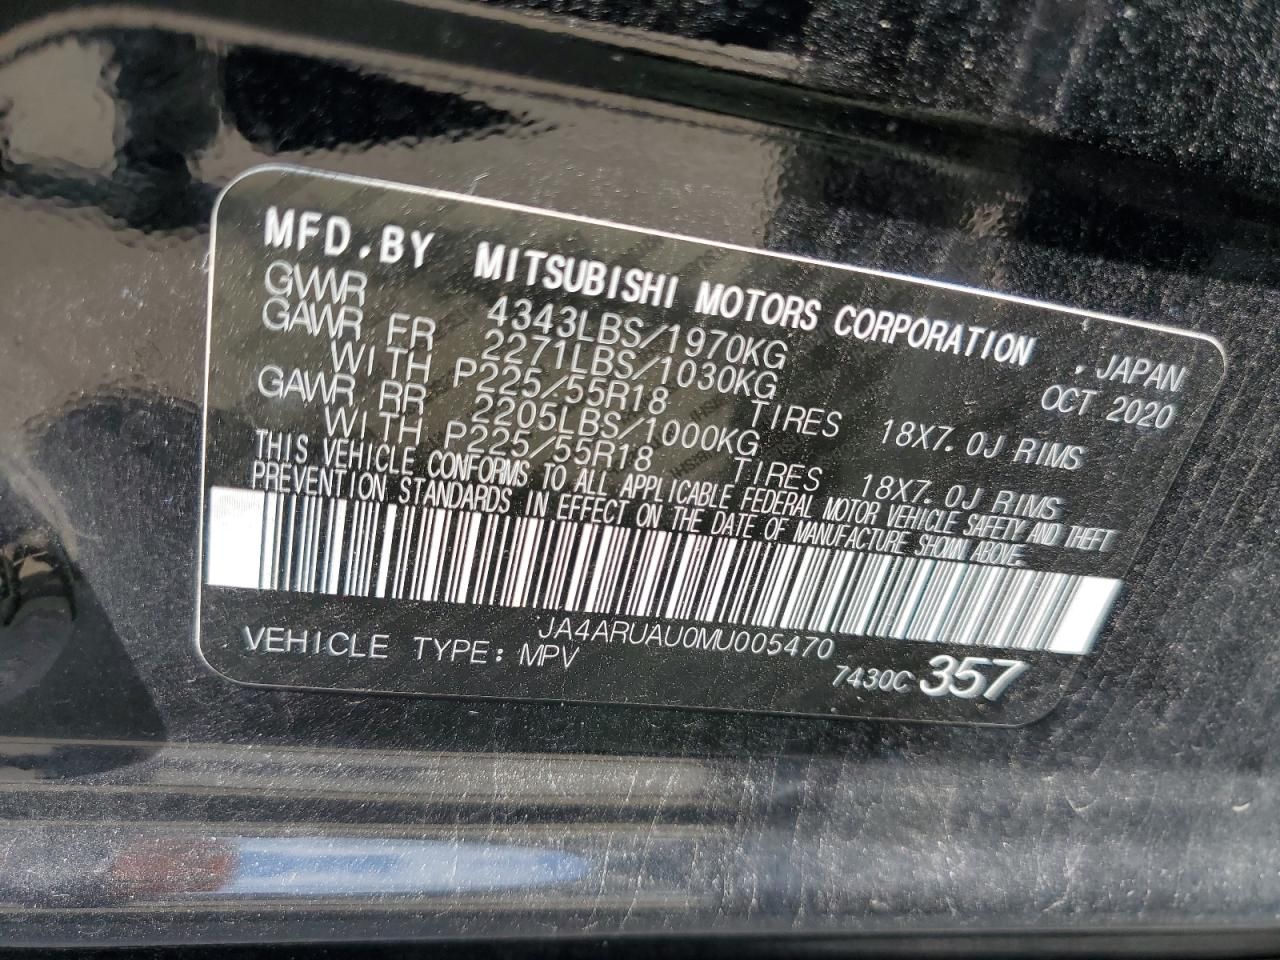 MFD.BY MITSUBISHI MOTORS CORPORATION ,JAPAN
GVWR 4343LBS/1970KG OCT 2020
GAWR FR 2271LBS/1030KG
WITH P225/55R18 TIRES 18X7.0J RIMS
GAWR RR 2205LBS/1000KG
WITH P225/55R18 TIRES 18X7.0J RIMS
THIS VEHICLE CONFORMS TO ALL APPLICABLE FEDERAL MOTOR VEHICLE SAFETY AND THEFT
PREVENTION STANDARDS IN EFFECT ON THE DATE OF MANUFACTURE SHOWN ABOVE.
JA4ARUAU0MU005470
VEHICLE TYPE: MPV
7430C 357